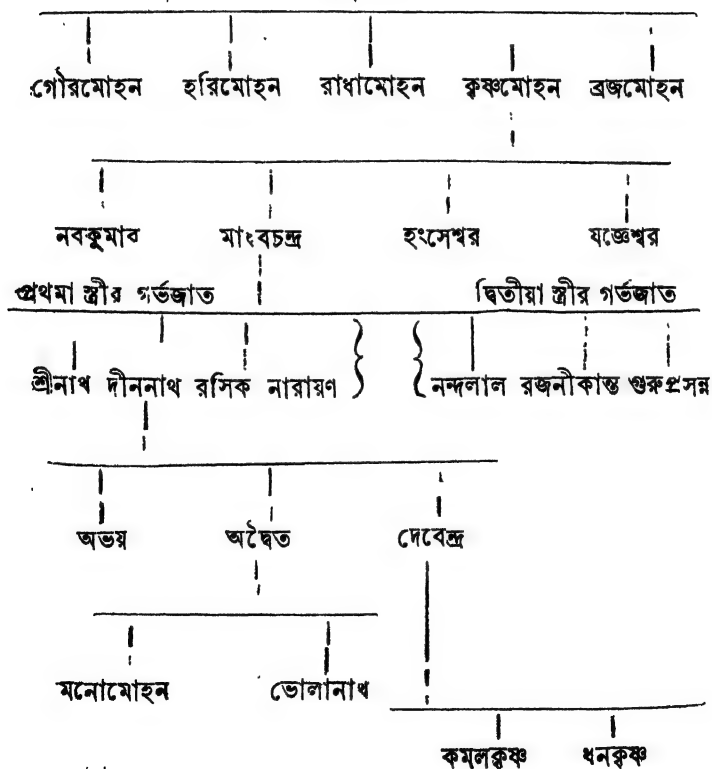 গৌরমোহন হরিমোহন রাধামোহন কৃষ্ণমোহন ব্রজমোহন
নবকুমাব মাধবচন্দ্র হংসেশ্বর যজ্ঞেশ্বর
প্রথমা স্ত্রীর গর্ভজাত দ্বিতীয়া স্ত্রীর গর্ভজাত
শ্রীনাথ দীননাথ রসিক নারায়ণ } { নন্দলাল রজনীকান্ত গুরুপ্রসন্ন
অভয় অদ্বৈত দেবেন্দ্র
মনোমোহন ভোলানাথ
কমলকৃষ্ণ ধনকৃষ্ণ